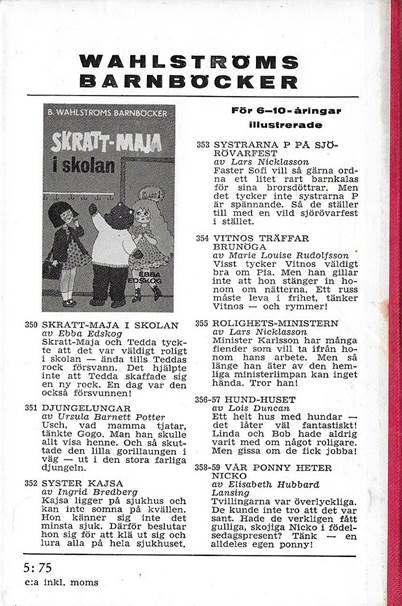 WAHLSTRÖMS
BARNBÖCKER
B. WAHLSTRÖMS BARNBÖCKER
SKRATT-MAJA
i skolan
EBBA
EDSKOG
350 SKRATT-MAJA I SKOLAN
av Ebba Edskog
Skratt-Maja och Tedda tyck-
te att det var väldigt roligt
i skolan — ända tills Teddas
rock försvann. Det hjälpte
inte att Tedda skaffade sig
en ny rock. En dag var den
också försvunnen!
351 DJUNGELUNGAR
av Ursula Barnett Potter
Usch, vad mamma tjatar,
tänkte Gogo. Man han skulle
allt visa henne. Och så skut-
tade den lilla gorillaungen i
väg — ut i den stora farliga
djungeln.
352 SYSTER KAJSA
av Ingrid Bredberg
Kajsa ligger på sjukhus och
kan inte somna på kvällen.
Hon känner sig inte det
minsta sjuk. Därför beslutar
hon sig för att klä ut sig och
lura alla på hela sjukhuset.
För 6—10-åringar
illustrerade
353 SYSTRARNA P PÅ SJÖ-
RÖVARFEST
av Lars Nicklasson
Faster Sofi vill så gärna ord-
na ett litet rart barnkalas
för sina brorsdöttrar. Men
det tycker inte systrarna P
är spännande. Så de ställer
till med en vild sjörövarfest
i stället.
354 VITNOS TRÄFFAR
BRUNÖGA
av Marie Louise Rudolfsson
Visst tycker Vitnos väldigt
bra om Pia. Men han gillar
inte att hon stänger in ho-
nom om nätterna. Ett russ
måste leva i frihet, tänker
Vitnos — och rymmer!
355 ROLIGHETS-MINISTERN
av Lars Nicklasson
Minister Karlsson har många
fiender som vill ta ifrån ho-
nom hans arbete. Men så
länge han äter av den hem-
liga ministeriimpan kan inget
hända. Tror han!
356-57 HUND-HUSET
av Lois Duncan
Ett helt hus med hundar —
det låter väl fantastiskt!
Linda och Bob hade aldrig
varit med om något roligare.
Men gissa om de fick jobba!
358-59 VÅR PONNY HETER
NICKO
av Elisabeth Hubbard
Lansing
Tvillingarna var överlyckliga.
De kunde inte tro att det var
sant. Hade de verkligen fått
gulliga, skojiga Nicko i födel-
sedagspresent? Tänk — en
alldeles egen ponny!
5: 75
c:a inkl. moms